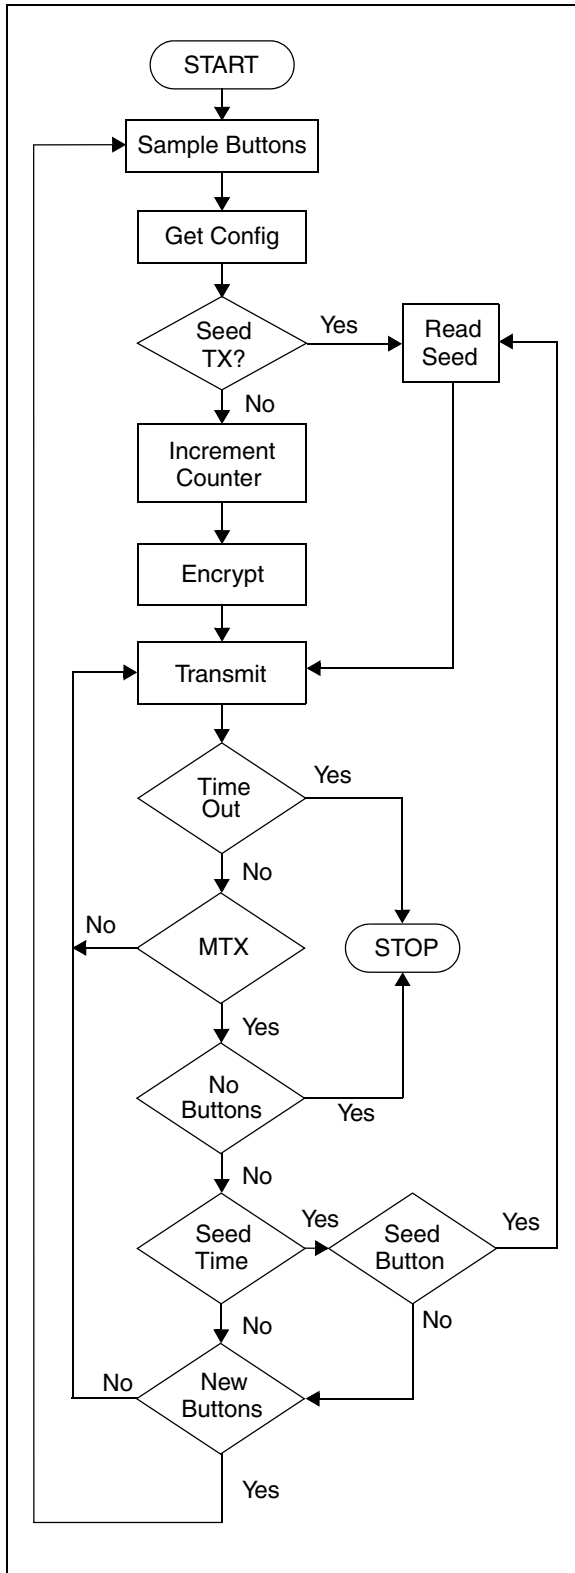 START
Sample Buttons
Get Config
Seed
TX?
Yes
Read
Seed
No
Increment
Counter
Encrypt
Transmit
Time
Out
Yes
No
MTX
No
STOP
Yes
No
Buttons
Yes
No
Seed
Time
Yes
Seed
Button
Yes
No
No
New
Buttons
No
Yes